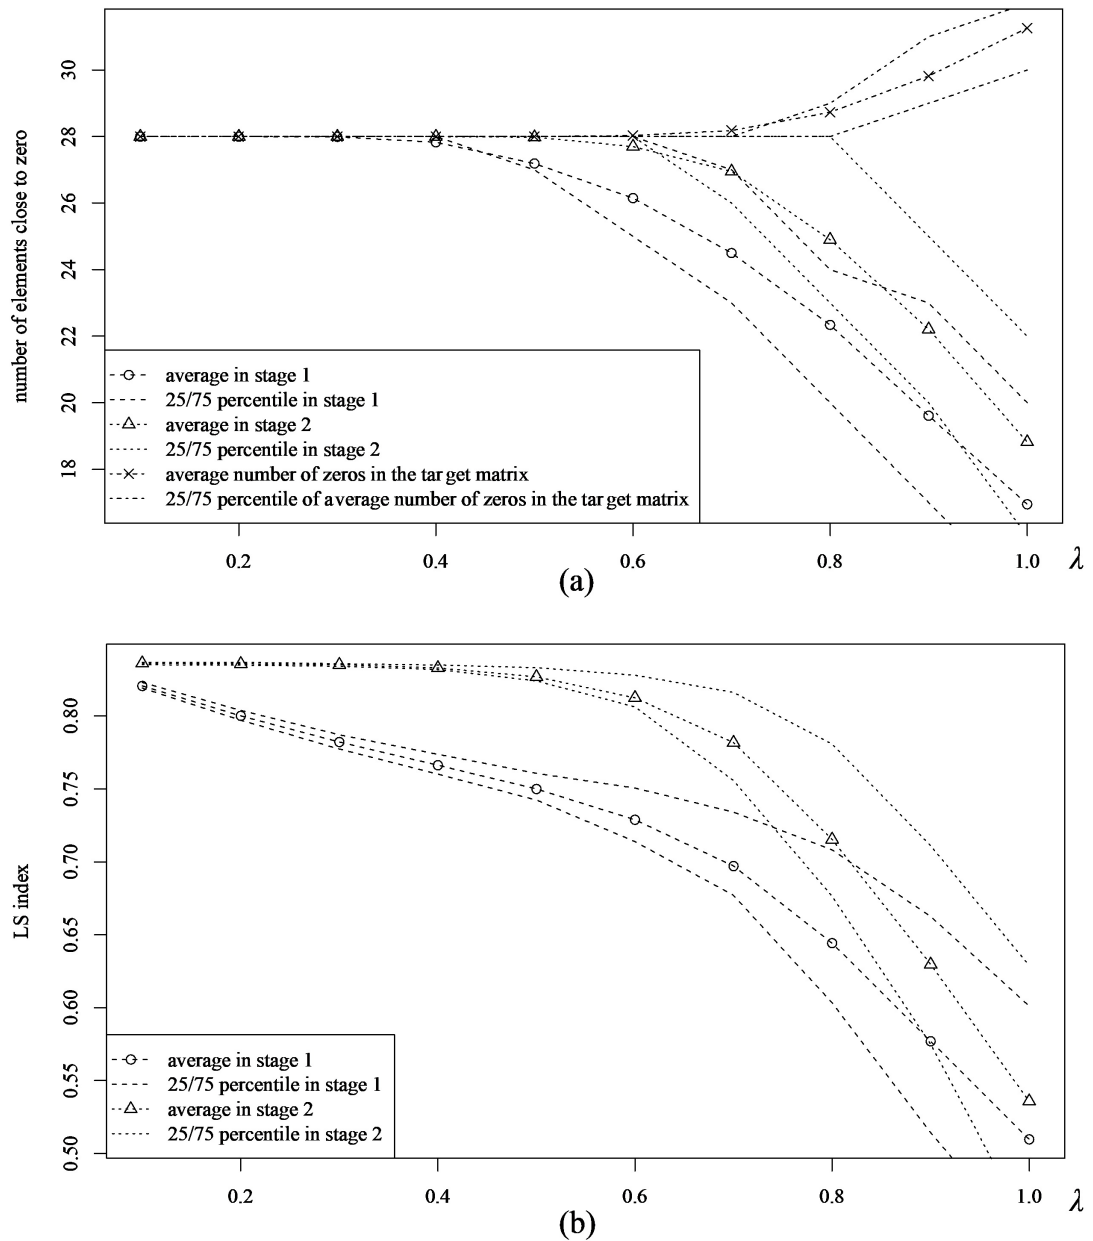 number of elements close to zero
30
28
26
24
22
20
18
average in stage 1
25/75 percentile in stage 1
average in stage 2
25/75 percentile in stage 2
average number of zeros in the target matrix
25/75 percentile of average number of zeros in the target matrix
0.2 0.4 0.6 0.8 1.0 λ
(a)
LS index
0.80
0.75
0.70
0.65
0.60
0.55
0.50
average in stage 1
25/75 percentile in stage 1
average in stage 2
25/75 percentile in stage 2
0.2 0.4 0.6 0.8 1.0 λ
(b)